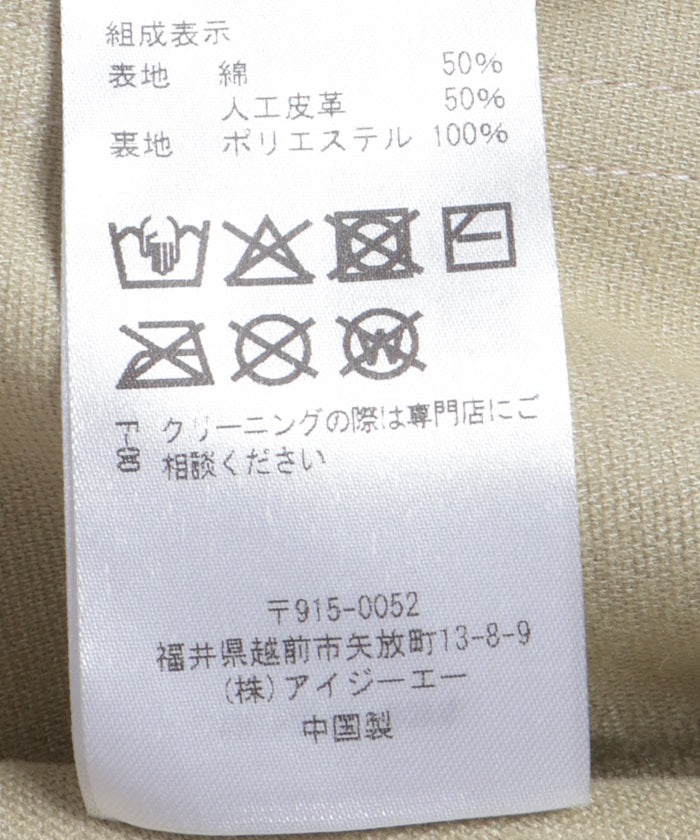 組成表示
表地 綿 50%
人工皮革 50%
裏地 ポリエステル 100%
クリーニングの際は専門店にご
相談ください
〒915-0052
福井県越前市矢放町13-8-9
(株)アイジーエー
中国製